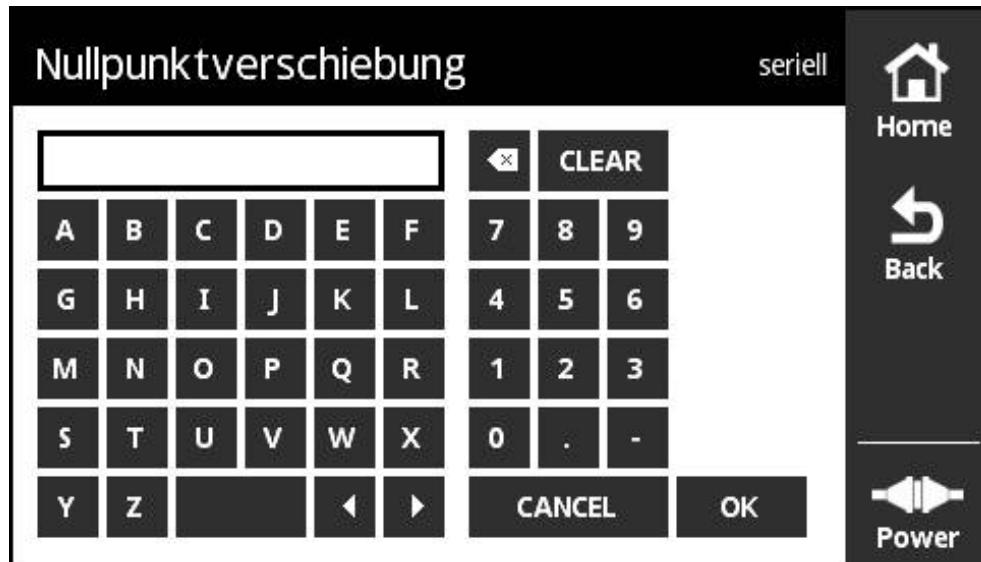 Nullpunktverschiebung seriell
Home
CLEAR
A B C D E F 7 8 9
Back
G H I J K L 4 5 6
M N O P Q R 1 2 3
S T U V W X 0 . -
Y Z CANCEL OK
Power